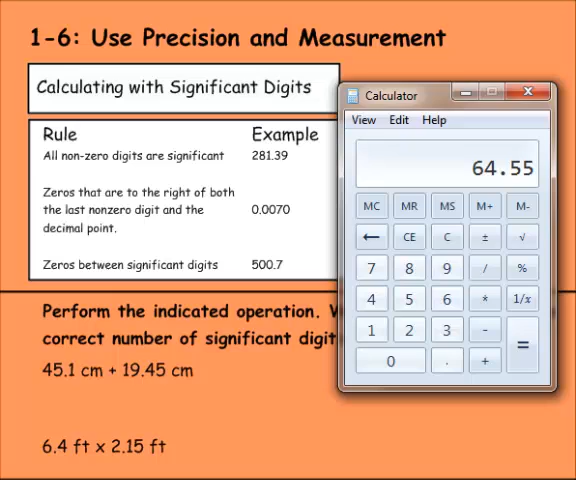 1-6: Use Precision and Measurement
Calculating with Significant Digits
Rule Example
All non-zero digits are significant 281.39
Zeros that are to the right of both
the last nonzero digit and the 0.0070
decimal point.
Zeros between significant digits 500.7
Perform the indicated operation.
correct number of significant digit
45.1 cm + 19.45 cm
6.4 ft x 2.15 ft
Calculator
View Edit Help
64.55
MC MR MS M+ M-
← CE C ± √
7 8 9 / %
4 5 6 * 1/x
1 2 3 - =
0 . +